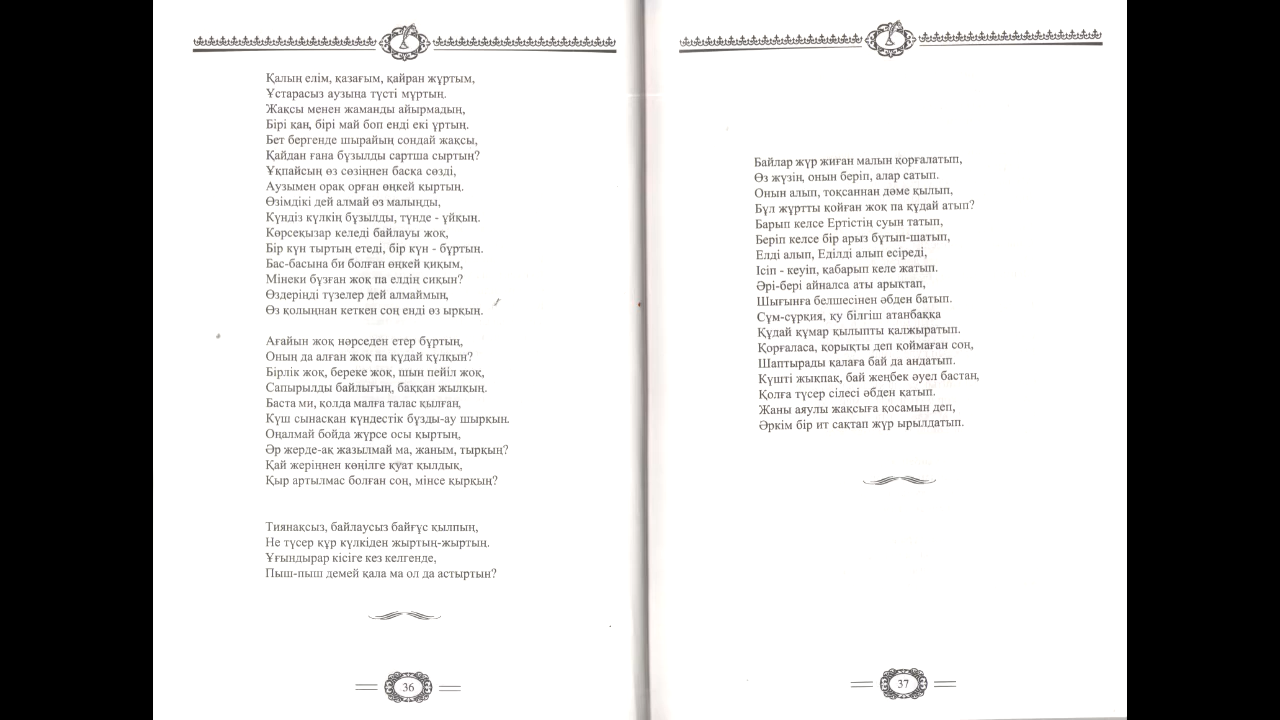 Қалың елім, қазағым, қайран жұртым,
Ұстарасыз аузыңа түсті мұртың.
Жақсы менен жаманды айырмадың,
Бірі қан, бірі май боп енді екі ұртың.
Бет бергенде шырайың сондай жақсы,
Қайдан ғана бұзылды сартша сыртың?
Ұқпайсың өз сөзіңнен басқа сөзді,
Аузымен орақ орған өңкей қыртың.
Өзімдікі дей алмай өз малыңды,
Күндіз күлкің бұзылды, түнде - ұйқың.
Көрсеқызар келеді байлауы жоқ,
Бір күн тыртың етеді, бір күн - бұртың.
Бас-басына би болған өңкей қиқым,
Мінеки бұзған жоқ па елдің сиқын?
Өздеріңді түзелер дей алмаймын,
Өз қолыңнан кеткен соң енді өз ырқын.
Ағайын жоқ нәрседен етер бұртың,
Оның да алған жоқ па құдай құлқын?
Бірлік жоқ, береке жоқ, шын пейіл жоқ,
Сапырылды байлығың, баққан жылқың.
Баста ми, қолда малға талас қылған,
Күш сынасқан күндестік бұзды-ау шырқын.
Оңалмай бойда жүрсе осы қыртың,
Әр жерде-ақ жазылмай ма, жаным, тырқың?
Қай жеріңнен көңілге қуат қылдық,
Қыр артылмас болған соң, мінсе қырқың?
Тиянақсыз, байлаусыз байғұс қылпың,
Не түсер құр күлкіден жыртың-жыртың.
Ұғындырар кісіге кез келгенде,
Пыш-пыш демей қала ма ол да астыртын?
36
Байлар жүр жиған малын қорғалатып,
Өз жүзін, онын беріп, алар сатып.
Онын алып, тоқсаннан дәме қылып,
Бұл жұртты қойған жоқ па құдай атып?
Барып келсе Ертістің суын татып,
Беріп келсе бір арыз бұтып-шатып,
Елді алып, Еділді алып есіреді,
Ісіп - кеуіп, қабарып келе жатып.
Әрі-бері айналса аты арықтап,
Шығынға белшесінен әбден батып.
Сұм-сұрқия, қу білгіш атанбаққа
Құдай құмар қылыпты қалжыратып.
Қорғаласа, қорықты деп қоймаған соң,
Шаптырады қалаға бай да андатып.
Күшті жықпақ, бай жеңбек әуел бастан,
Қолға түсер сілесі әбден қатып.
Жаны аяулы жақсыға қосамын деп,
Әркім бір ит сақтап жүр ырылдатып.
37